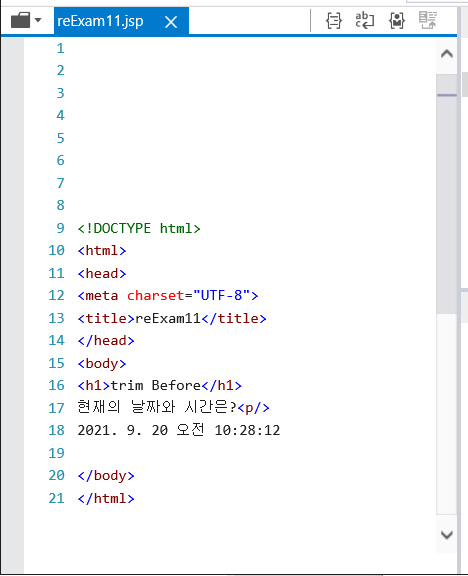 reExam11.jsp
1
2
3
4
5
6
7
8
9 <!DOCTYPE html>
10 <html>
11 <head>
12 <meta charset="UTF-8">
13 <title>reExam11</title>
14 </head>
15 <body>
16 <h1>trim Before</h1>
17 현재의 날짜와 시간은?<p/>
18 2021. 9. 20 오전 10:28:12
19
20 </body>
21 </html>